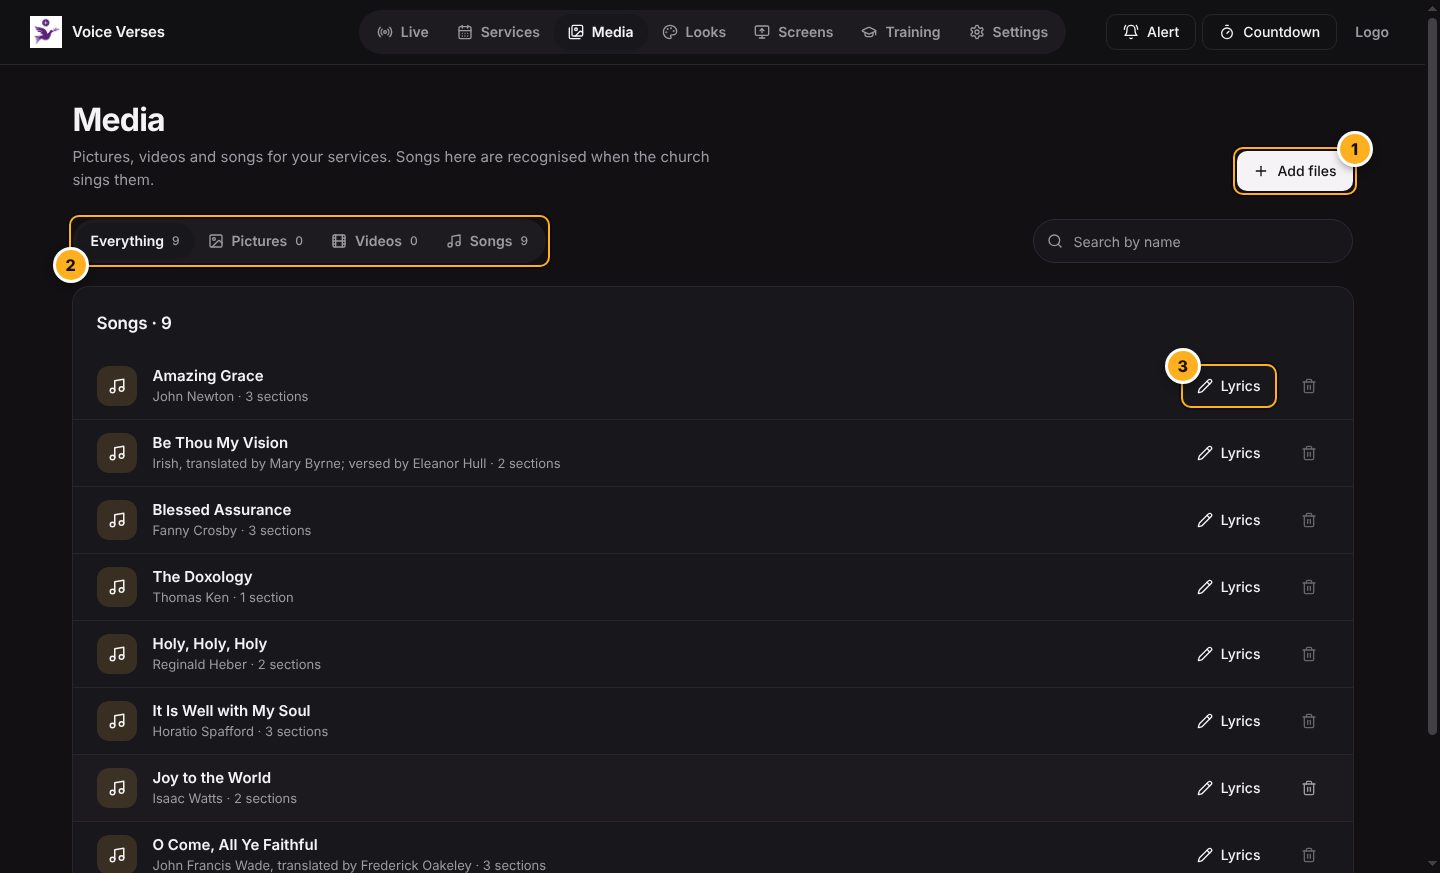 Voice Verses
Live Services Media Looks Screens Training Settings
Alert Countdown Logo
Media
Pictures, videos and songs for your services. Songs here are recognised when the church
sings them.
+ Add files
1
Everything 9 Pictures 0 Videos 0 Songs 9
2
Search by name
Songs · 9
Amazing Grace
John Newton · 3 sections
3
Lyrics
Be Thou My Vision
Irish, translated by Mary Byrne; versed by Eleanor Hull · 2 sections
Lyrics
Blessed Assurance
Fanny Crosby · 3 sections
Lyrics
The Doxology
Thomas Ken · 1 section
Lyrics
Holy, Holy, Holy
Reginald Heber · 2 sections
Lyrics
It Is Well with My Soul
Horatio Spafford · 3 sections
Lyrics
Joy to the World
Isaac Watts · 2 sections
Lyrics
O Come, All Ye Faithful
John Francis Wade, translated by Frederick Oakeley · 3 sections
Lyrics